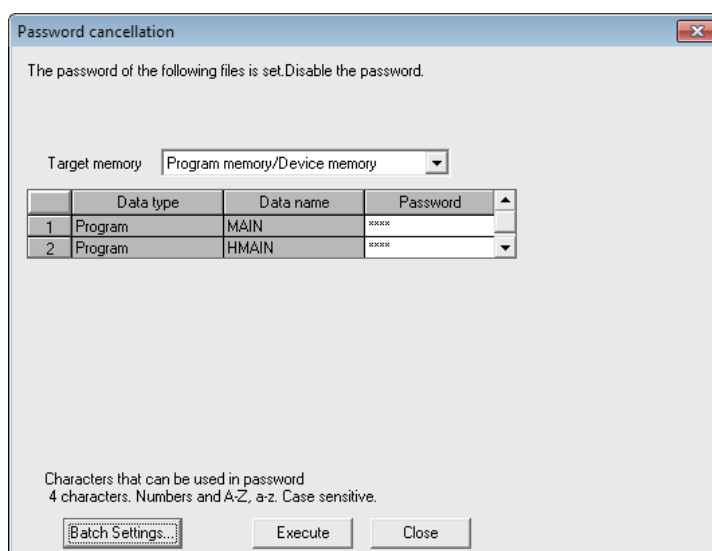 Password cancellation
The password of the following files is set.Disable the password.
Target memory Program memory/Device memory
Data type Data name Password
1 Program MAIN ****
2 Program HMAIN ****
Characters that can be used in password
4 characters. Numbers and A-Z, a-z. Case sensitive.
Batch Settings... Execute Close